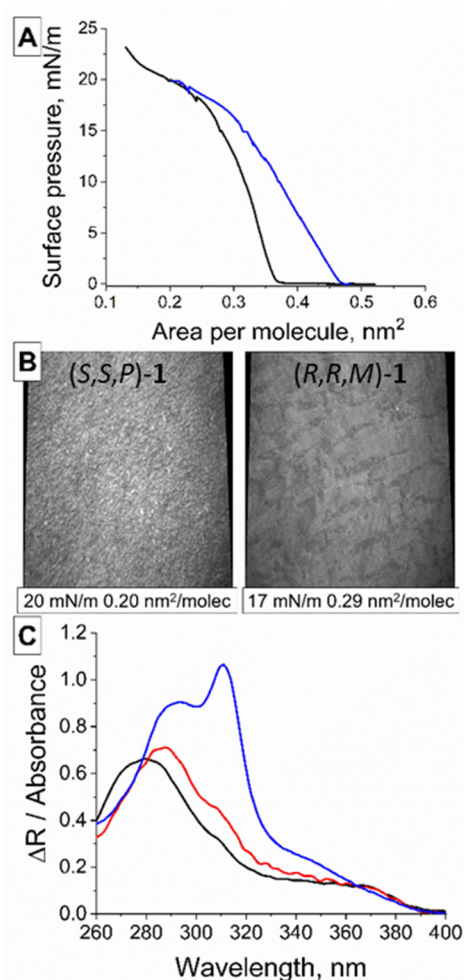 A
25
20
15
10
5
0
Surface pressure, mN/m
0.1 0.2 0.3 0.4 0.5 0.6
Area per molecule, nm²
B
(S,S,P)-1 (R,R,M)-1
20 mN/m 0.20 nm²/molec 17 mN/m 0.29 nm²/molec
C
1.2
1.0
0.8
0.6
0.4
0.2
0.0
ΔR / Absorbance
260 280 300 320 340 360 380 400
Wavelength, nm